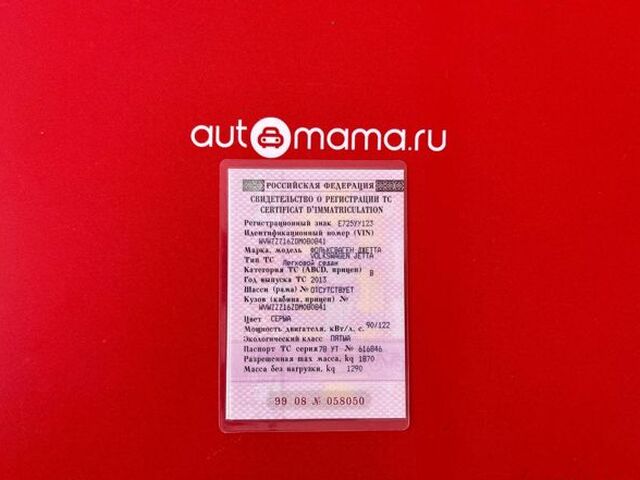 automama.ru
РОССИЙСКАЯ ФЕДЕРАЦИЯ
СВИДЕТЕЛЬСТВО О РЕГИСТРАЦИИ ТС
CERTIFICAT D'IMMATRICULATION
Регистрационный знак Е725УУ123
Идентификационный номер (VIN)
WVWZZZ16ZDM080841
Марка, модель ФОЛЬКСВАГЕН ДЖЕТТА
VOLKSWAGEN JETTA
Тип ТС Легковой седан
Категория ТС (ABCD, прицеп) B
Год выпуска ТС 2013
Шасси (рама) № ОТСУТСТВУЕТ
Кузов (кабина, прицеп) №
WVWZZZ16ZDM080841
Цвет СЕРЫЙ
Мощность двигателя, кВт/л. с. 90/122
Экологический класс ПЯТЫЙ
Паспорт ТС серия 78 УТ № 616846
Разрешенная max масса, kg 1870
Масса без нагрузки, kg 1290
99 08 № 058050